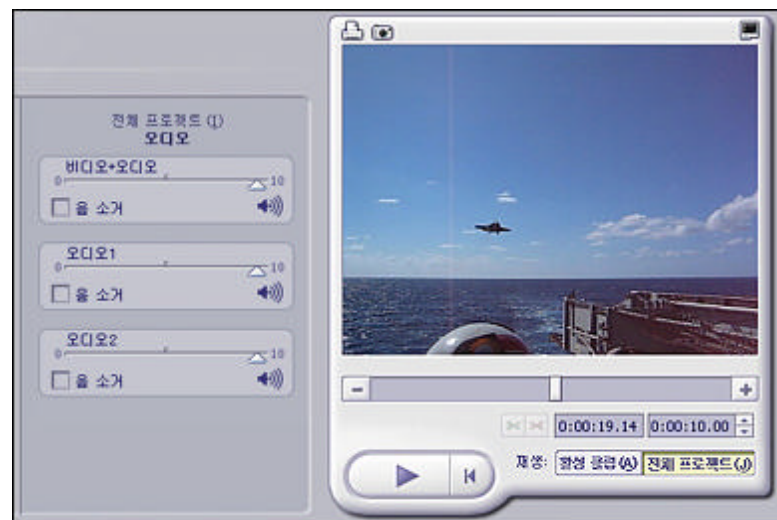 전체 프로젝트 (I)
오디오
비디오+오디오
0 10
음 소거
오디오1
0 10
음 소거
오디오2
0 10
음 소거
0:00:19.14 0:00:10.00
재생: 활성 클립(A) 전체 프로젝트(J)